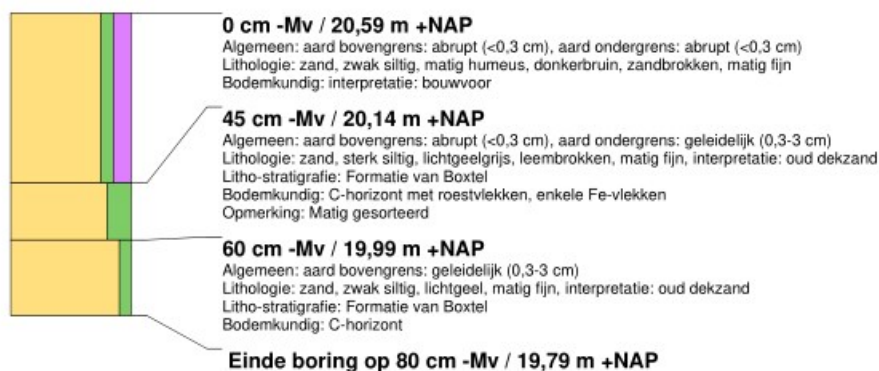 0 cm -Mv / 20,59 m +NAP
Algemeen: aard bovengrens: abrupt (<0,3 cm), aard ondergrens: abrupt (<0,3 cm)
Lithologie: zand, zwak siltig, matig humeus, donkerbruin, zandbrokken, matig fijn
Bodemkundig: interpretatie: bouwvoor
45 cm -Mv / 20,14 m +NAP
Algemeen: aard bovengrens: abrupt (<0,3 cm), aard ondergrens: geleidelijk (0,3-3 cm)
Lithologie: zand, sterk siltig, lichtgeelgrijs, leembrokken, matig fijn, interpretatie: oud dekzand
Litho-stratigrafie: Formatie van Boxtel
Bodemkundig: C-horizont met roestvlekken, enkele Fe-vlekken
Opmerking: Matig gesorteerd
60 cm -Mv / 19,99 m +NAP
Algemeen: aard bovengrens: geleidelijk (0,3-3 cm)
Lithologie: zand, zwak siltig, lichtgeel, matig fijn, interpretatie: oud dekzand
Litho-stratigrafie: Formatie van Boxtel
Bodemkundig: C-horizont
Einde boring op 80 cm -Mv / 19,79 m +NAP